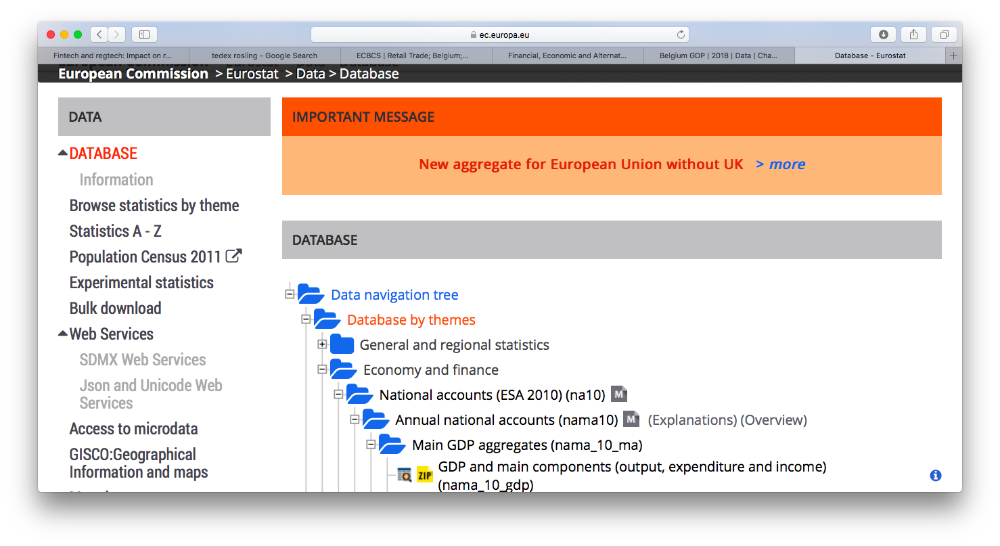 ec.europa.eu
Fintech and regtech: Impact on r...
tedex rosling - Google Search
ECBCS | Retail Trade; Belgium;...
Financial, Economic and Alternat...
Belgium GDP | 2018 | Data | Cha...
Database - Eurostat
European Commission > Eurostat > Data > Database
DATA
DATABASE
Information
Browse statistics by theme
Statistics A - Z
Population Census 2011
Experimental statistics
Bulk download
Web Services
SDMX Web Services
Json and Unicode Web
Services
Access to microdata
GISCO:Geographical
Information and maps
IMPORTANT MESSAGE
New aggregate for European Union without UK > more
DATABASE
Data navigation tree
Database by themes
General and regional statistics
Economy and finance
National accounts (ESA 2010) (na10) M
Annual national accounts (nama10) M (Explanations) (Overview)
Main GDP aggregates (nama_10_ma)
ZIP GDP and main components (output, expenditure and income)
(nama_10_gdp)